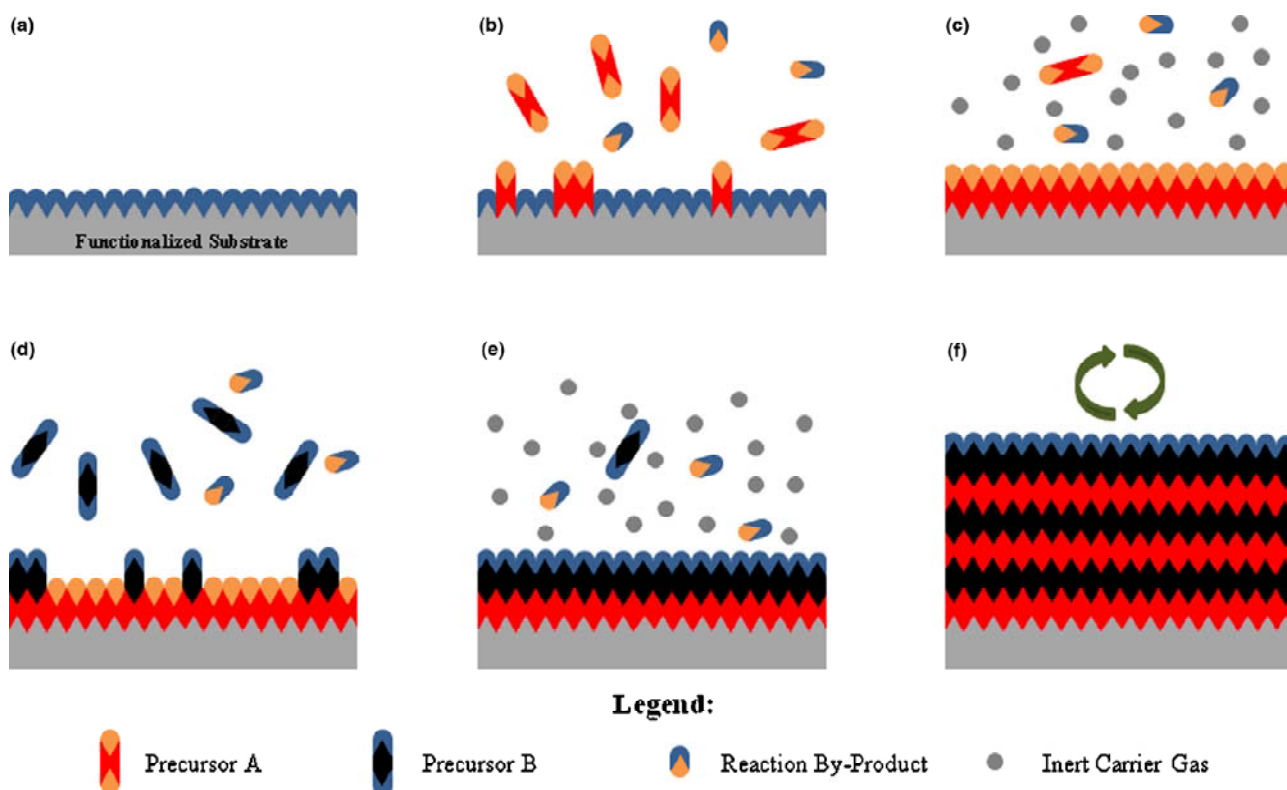 (a)
(b)
(c)
Functionalized Substrate
(d)
(e)
(f)
Legend:
Precursor A
Precursor B
Reaction By-Product
Inert Carrier Gas